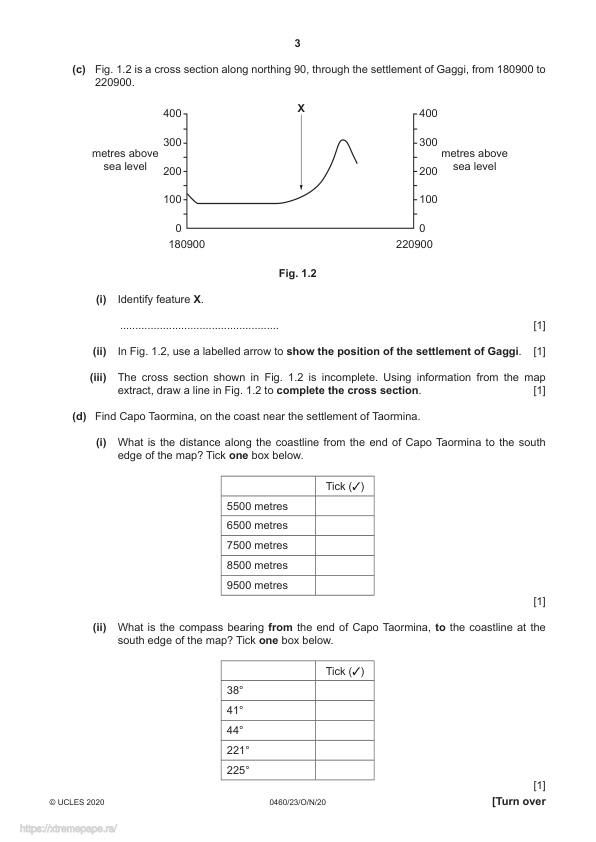 3
(c) Fig. 1.2 is a cross section along northing 90, through the settlement of Gaggi, from 180900 to
220900.
X
400 400
300 300
metres above metres above
sea level sea level
200 200
100 100
0 0
180900 220900
Fig. 1.2
(i) Identify feature X.
..................................................... [1]
(ii) In Fig. 1.2, use a labelled arrow to show the position of the settlement of Gaggi. [1]
(iii) The cross section shown in Fig. 1.2 is incomplete. Using information from the map
extract, draw a line in Fig. 1.2 to complete the cross section. [1]
(d) Find Capo Taormina, on the coast near the settlement of Taormina.
(i) What is the distance along the coastline from the end of Capo Taormina to the south
edge of the map? Tick one box below.
Tick (✓)
5500 metres
6500 metres
7500 metres
8500 metres
9500 metres
[1]
(ii) What is the compass bearing from the end of Capo Taormina, to the coastline at the
south edge of the map? Tick one box below.
Tick (✓)
38°
41°
44°
221°
225°
[1]
© UCLES 2020 0460/23/O/N/20 [Turn over
https://xtremepape.rs/